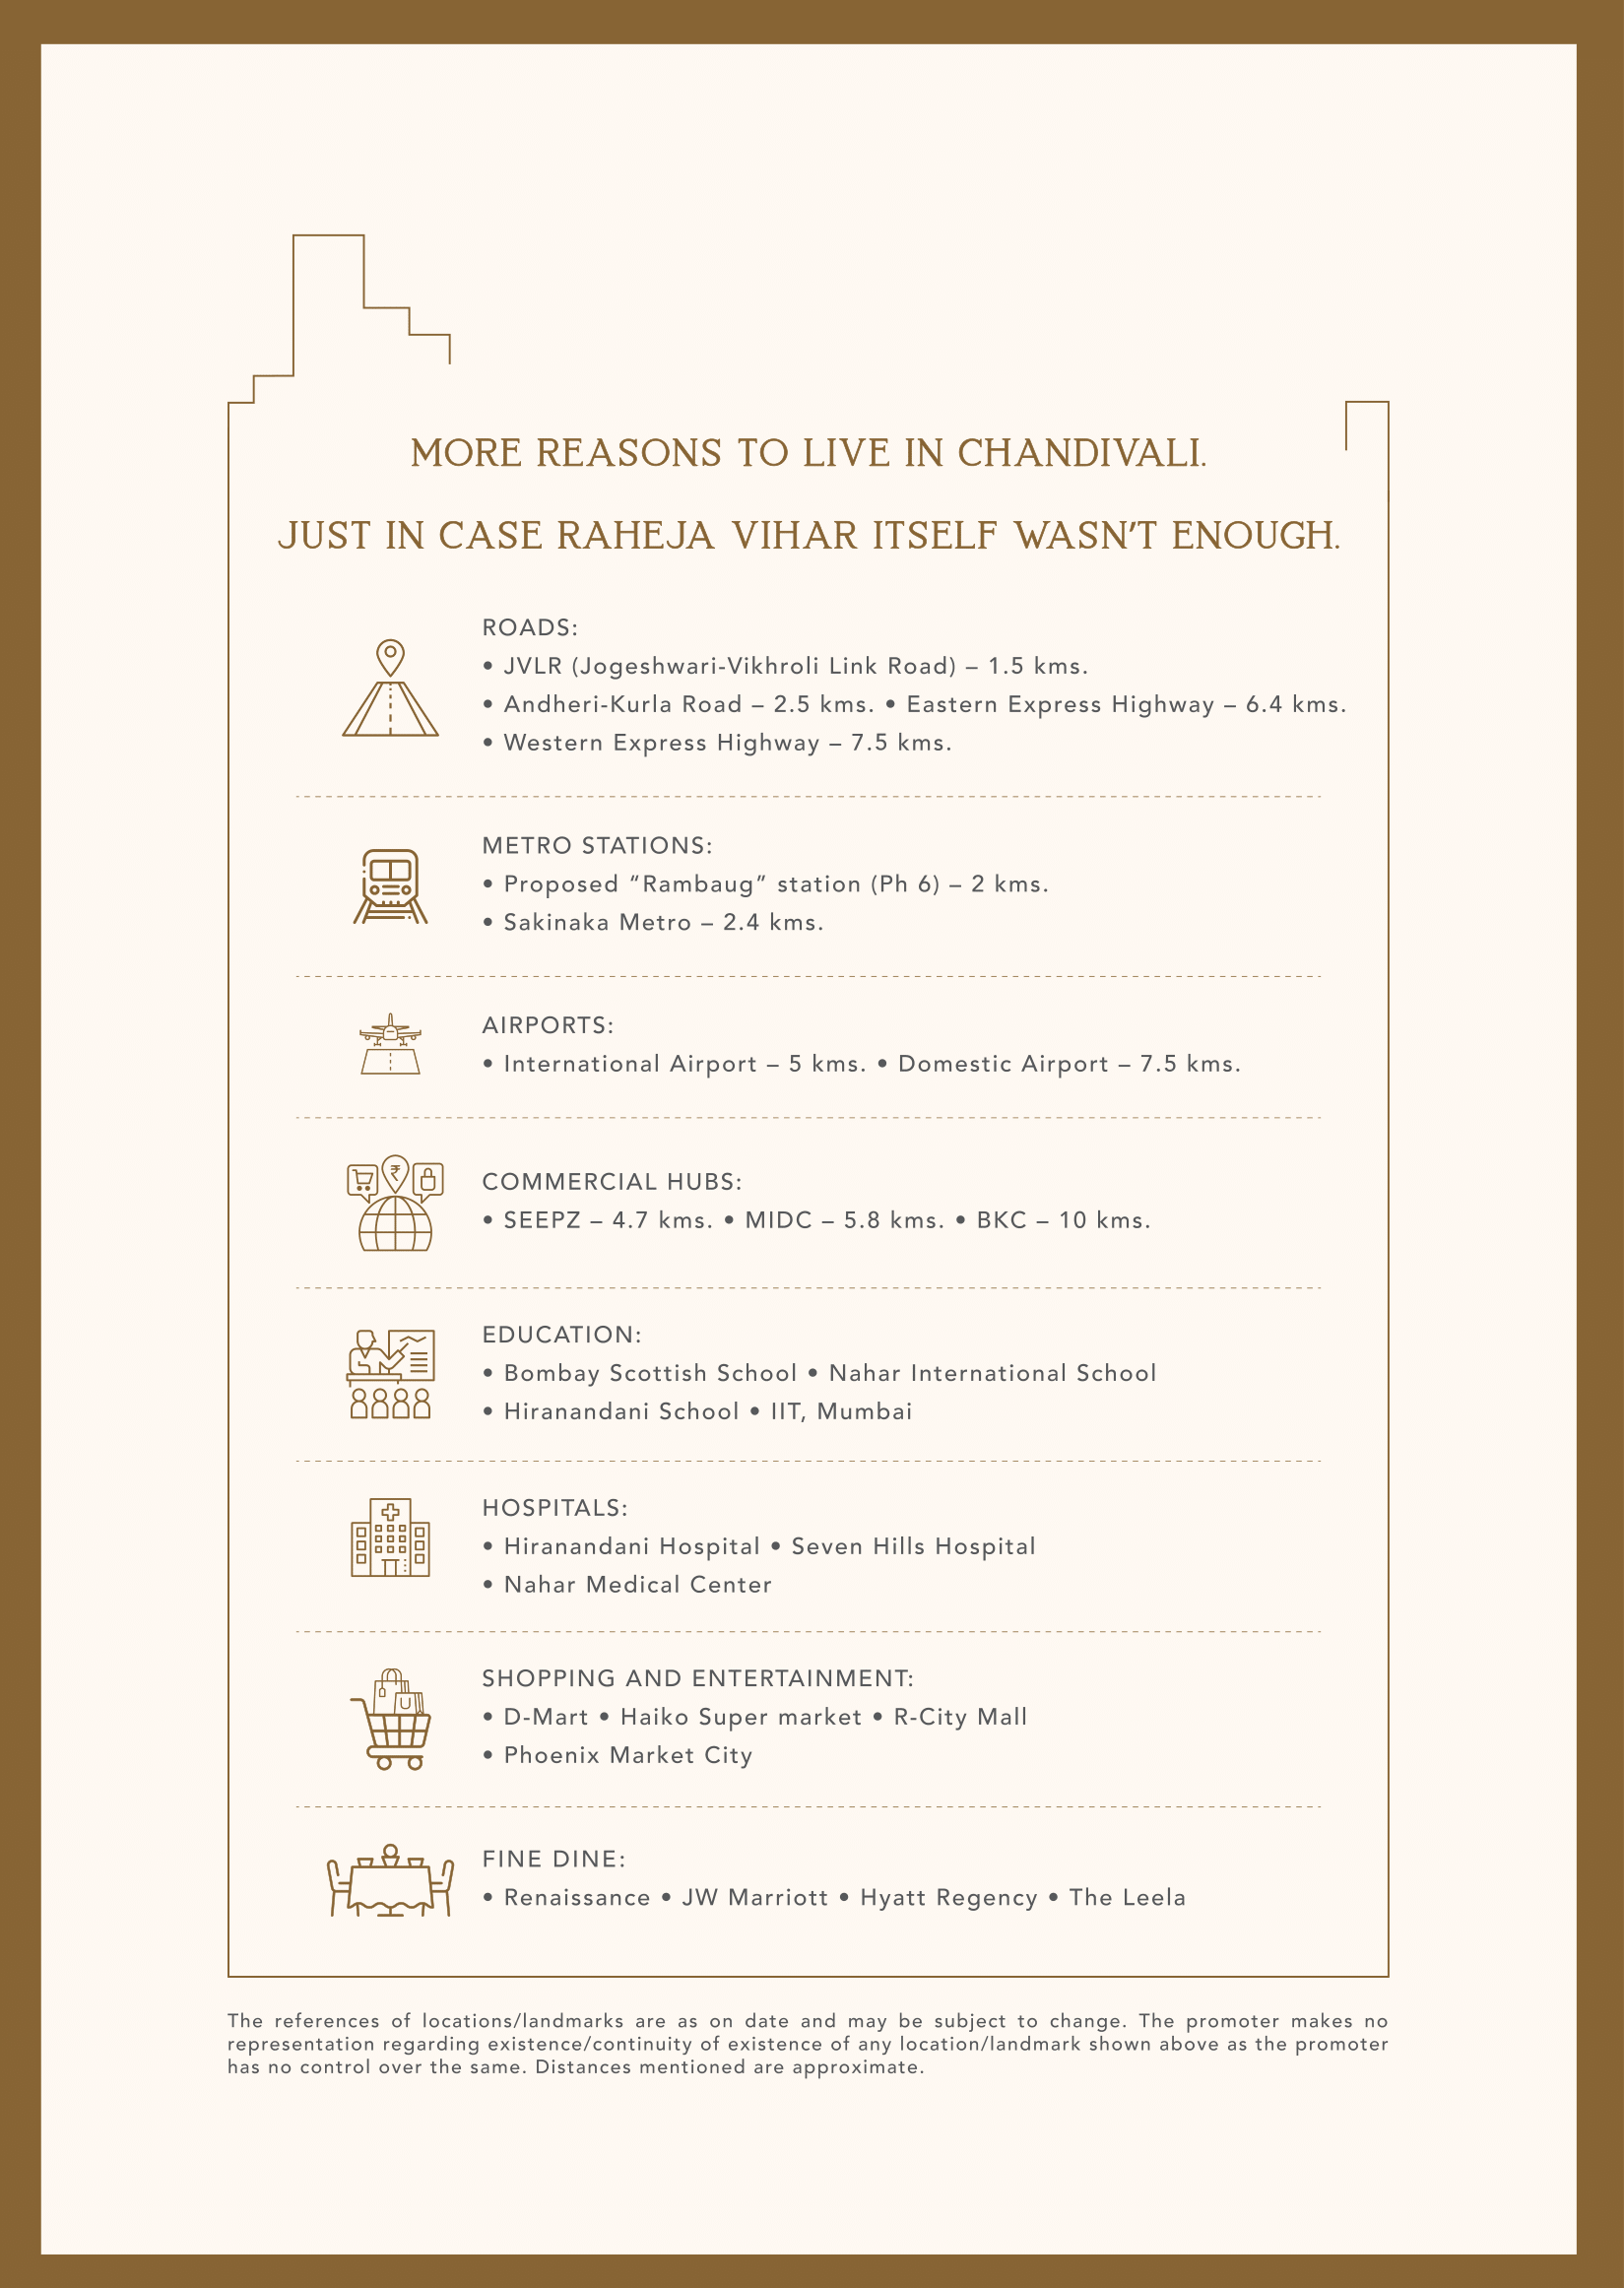 MORE REASONS TO LIVE IN CHANDIVALI.
JUST IN CASE RAHEJA VIHAR ITSELF WASN'T ENOUGH.
ROADS:
• JVLR (Jogeshwari-Vikhroli Link Road) – 1.5 kms.
• Andheri-Kurla Road – 2.5 kms. • Eastern Express Highway – 6.4 kms.
• Western Express Highway – 7.5 kms.
METRO STATIONS:
• Proposed “Rambaug” station (Ph 6) – 2 kms.
• Sakinaka Metro – 2.4 kms.
AIRPORTS:
• International Airport – 5 kms. • Domestic Airport – 7.5 kms.
₹
COMMERCIAL HUBS:
• SEEPZ – 4.7 kms. • MIDC – 5.8 kms. • BKC – 10 kms.
EDUCATION:
• Bombay Scottish School • Nahar International School
• Hiranandani School • IIT, Mumbai
HOSPITALS:
• Hiranandani Hospital • Seven Hills Hospital
• Nahar Medical Center
SHOPPING AND ENTERTAINMENT:
• D-Mart • Haiko Super market • R-City Mall
• Phoenix Market City
FINE DINE:
• Renaissance • JW Marriott • Hyatt Regency • The Leela
The references of locations/landmarks are as on date and may be subject to change. The promoter makes no
representation regarding existence/continuity of existence of any location/landmark shown above as the promoter
has no control over the same. Distances mentioned are approximate.